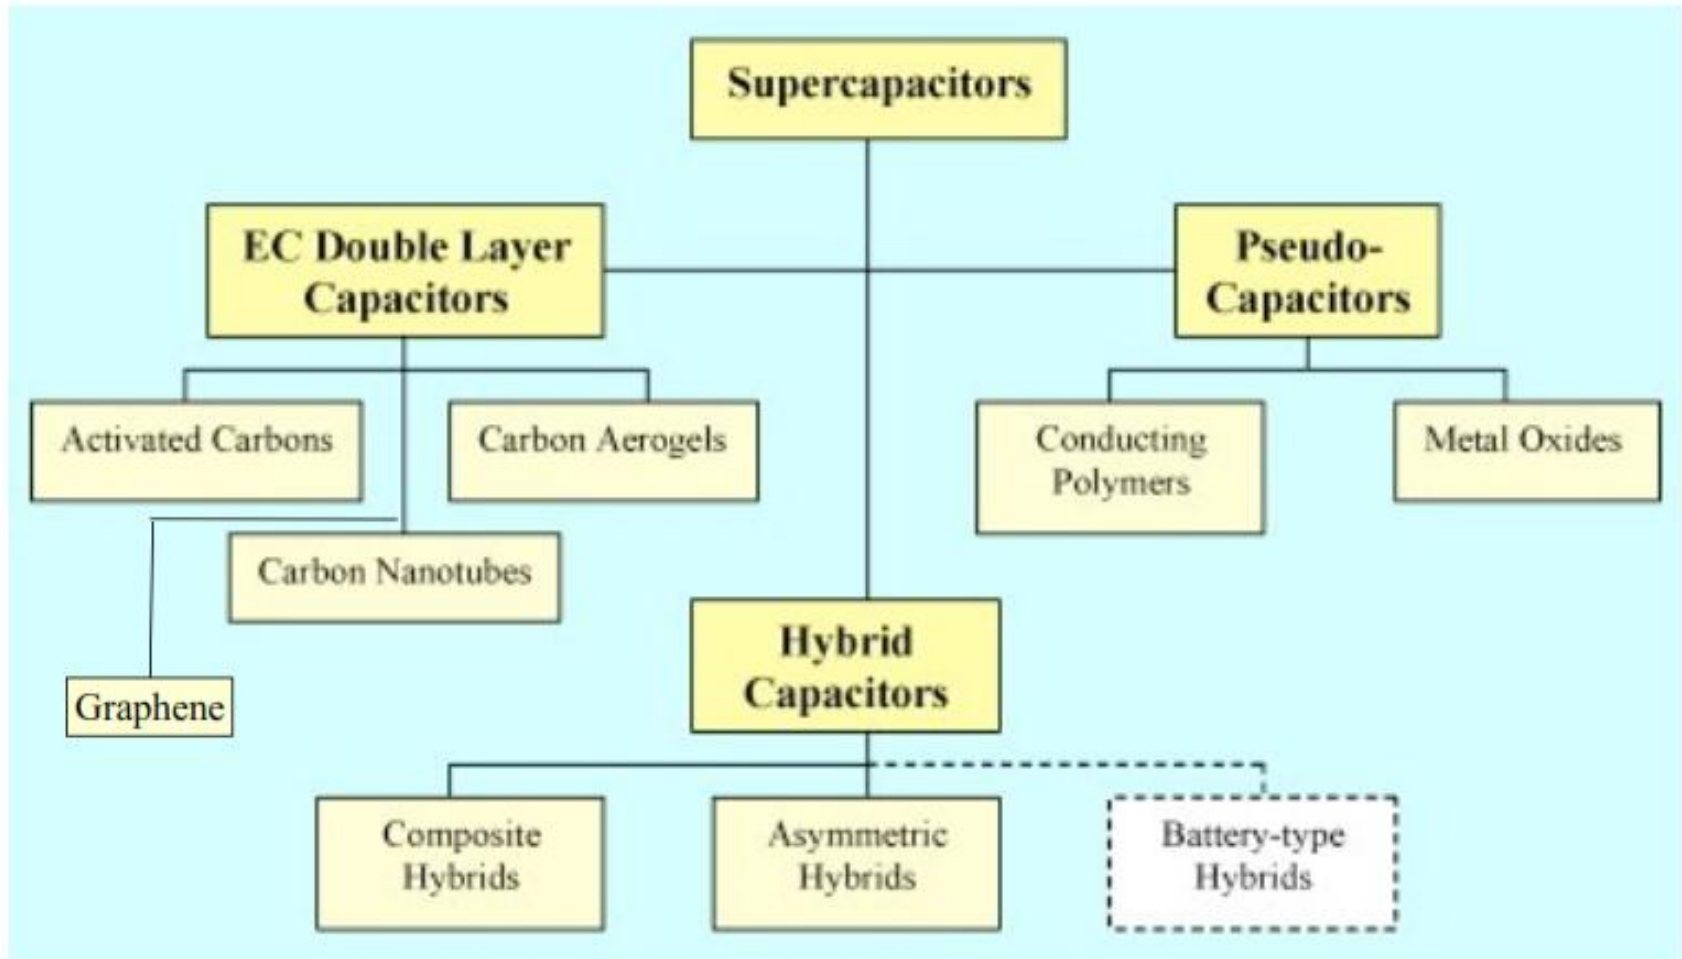 Supercapacitors
EC Double Layer
Capacitors
Pseudo-
Capacitors
Activated Carbons
Carbon Aerogels
Conducting
Polymers
Metal Oxides
Carbon Nanotubes
Graphene
Hybrid
Capacitors
Composite
Hybrids
Asymmetric
Hybrids
Battery-type
Hybrids